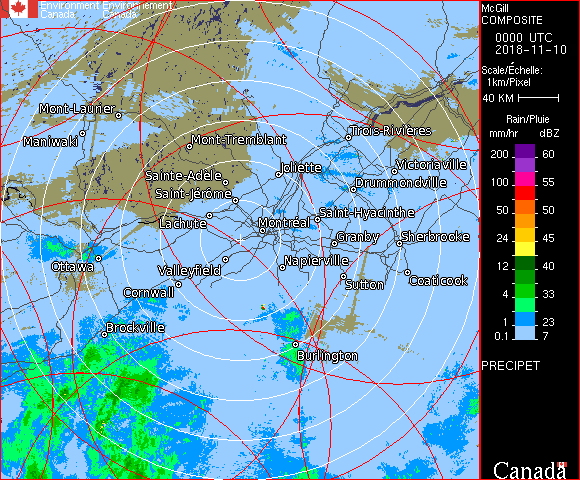 Environment Environnement
Canada Canada
McGill
COMPOSITE
0000 UTC
2018-11-10
Scale/Échelle:
1km/Pixel
40 KM
Rain/Pluie
mm/hr dBZ
200 60
100 55
50 50
24 45
12 40
4 33
1 23
0.1 7
PRECIPET
Canada
Mont-Laurier
Maniwaki
Mont-Tremblant
Trois-Rivières
Sainte-Adèle
Joliette
Victoriaville
Drummondville
Saint-Jérôme
Lachute
Montréal
Saint-Hyacinthe
Granby
Sherbrooke
Ottawa
Valleyfield
Napierville
Sutton
Coaticook
Cornwall
Brockville
Burlington